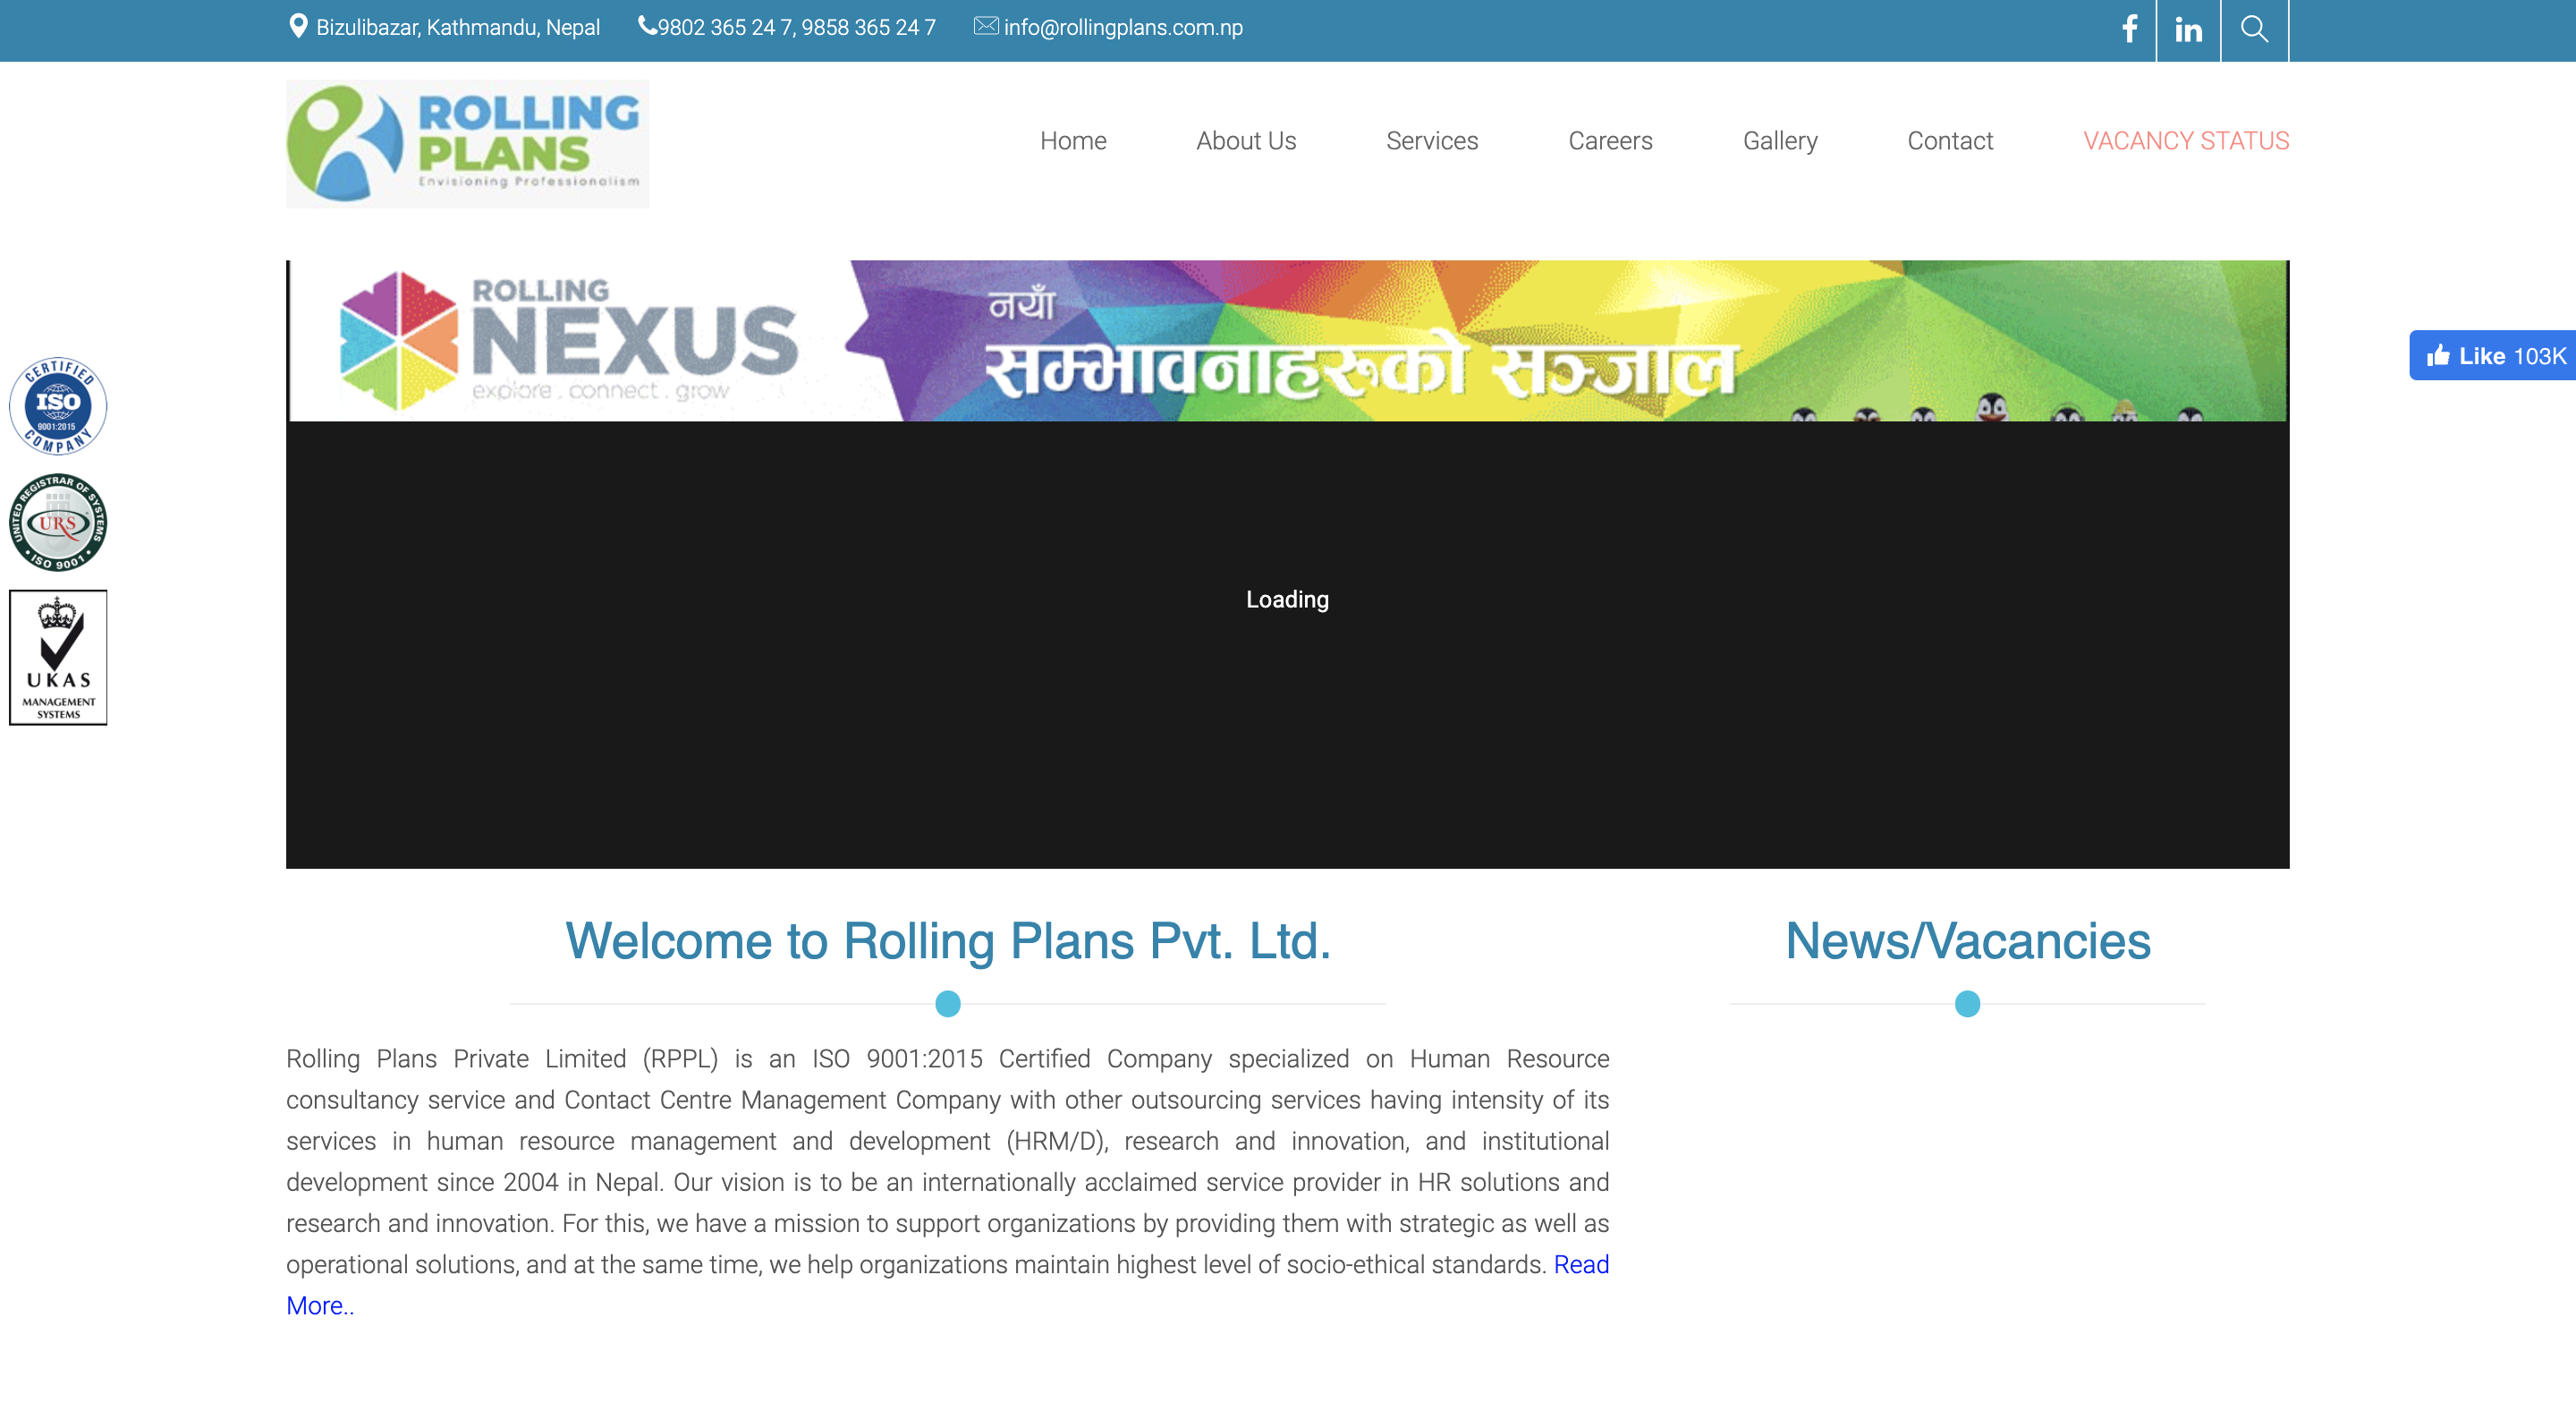 Bizulibazar, Kathmandu, Nepal
9802 365 24 7, 9858 365 24 7
info@rollingplans.com.np
ROLLING
PLANS
Envisioning Professionalism
Home
About Us
Services
Careers
Gallery
Contact
VACANCY STATUS
ROLLING
NEXUS
explore . connect . grow
नयाँ
सम्भावनाहरुको सञ्जाल
Like 103K
CERTIFIED
ISO
9001:2015
COMPANY
UNITED REGISTRAR OF SYSTEMS
URS
ISO 9001
UKAS
MANAGEMENT
SYSTEMS
Loading
Welcome to Rolling Plans Pvt. Ltd.
Rolling Plans Private Limited (RPPL) is an ISO 9001:2015 Certified Company specialized on Human Resource
consultancy service and Contact Centre Management Company with other outsourcing services having intensity of its
services in human resource management and development (HRM/D), research and innovation, and institutional
development since 2004 in Nepal. Our vision is to be an internationally acclaimed service provider in HR solutions and
research and innovation. For this, we have a mission to support organizations by providing them with strategic as well as
operational solutions, and at the same time, we help organizations maintain highest level of socio-ethical standards. Read
More..
News/Vacancies